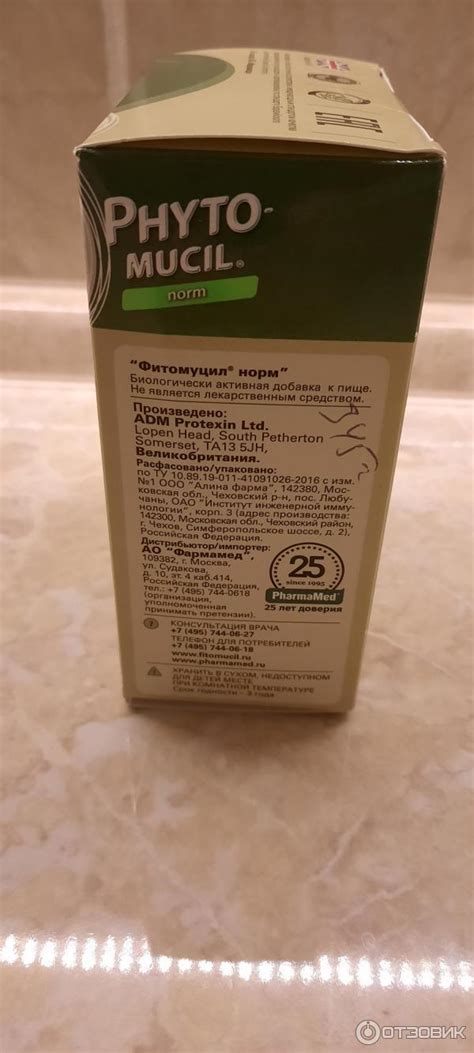 PHYTO-
MUCIL®
norm
"Фитомуцил® норм"
Биологически активная добавка к пище.
Не является лекарственным средством.
Произведено:
ADM Protexin Ltd.
Lopen Head, South Petherton
Somerset, TA13 5JH,
Великобритания.
Расфасовано/упаковано:
по ТУ 10.89.19-011-41091026-2016 с изм.
№1 ООО "Алина фарма", 142380, Мос-
ковская обл., Чеховский р-н, пос. Любу-
чаны, ОАО "Институт инженерной имму-
нологии", корп. 3 (адрес производства:
142300, Московская обл., Чеховский район,
г. Чехов, Симферопольское шоссе, д. 2),
Российская Федерация.
Дистрибьютор/импортер:
АО "Фармамед",
109382, г. Москва,
ул. Судакова,
д. 10, эт. 4 каб.414,
тел.: +7 (495) 744-0618
(организация,
уполномоченная
принимать претензии).
25
since 1995
PharmaMed®
25 лет доверия
КОНСУЛЬТАЦИЯ ВРАЧА
+7 (495) 744-06-27
ТЕЛЕФОН ДЛЯ ПОТРЕБИТЕЛЕЙ
+7 (495) 744-06-18
www.fitomucil.ru
www.pharmamed.ru
ХРАНИТЬ В СУХОМ, НЕДОСТУПНОМ
ДЛЯ ДЕТЕЙ МЕСТЕ
ПРИ КОМНАТНОЙ ТЕМПЕРАТУРЕ
Срок годности - 3 года
ОТЗОВИК